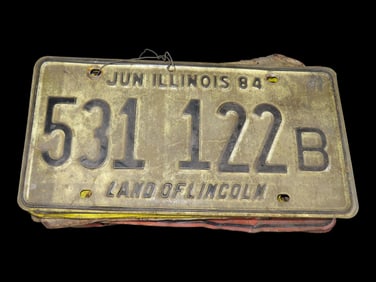 JUN ILLINOIS 84
531 122 B
LAND OF LINCOLN